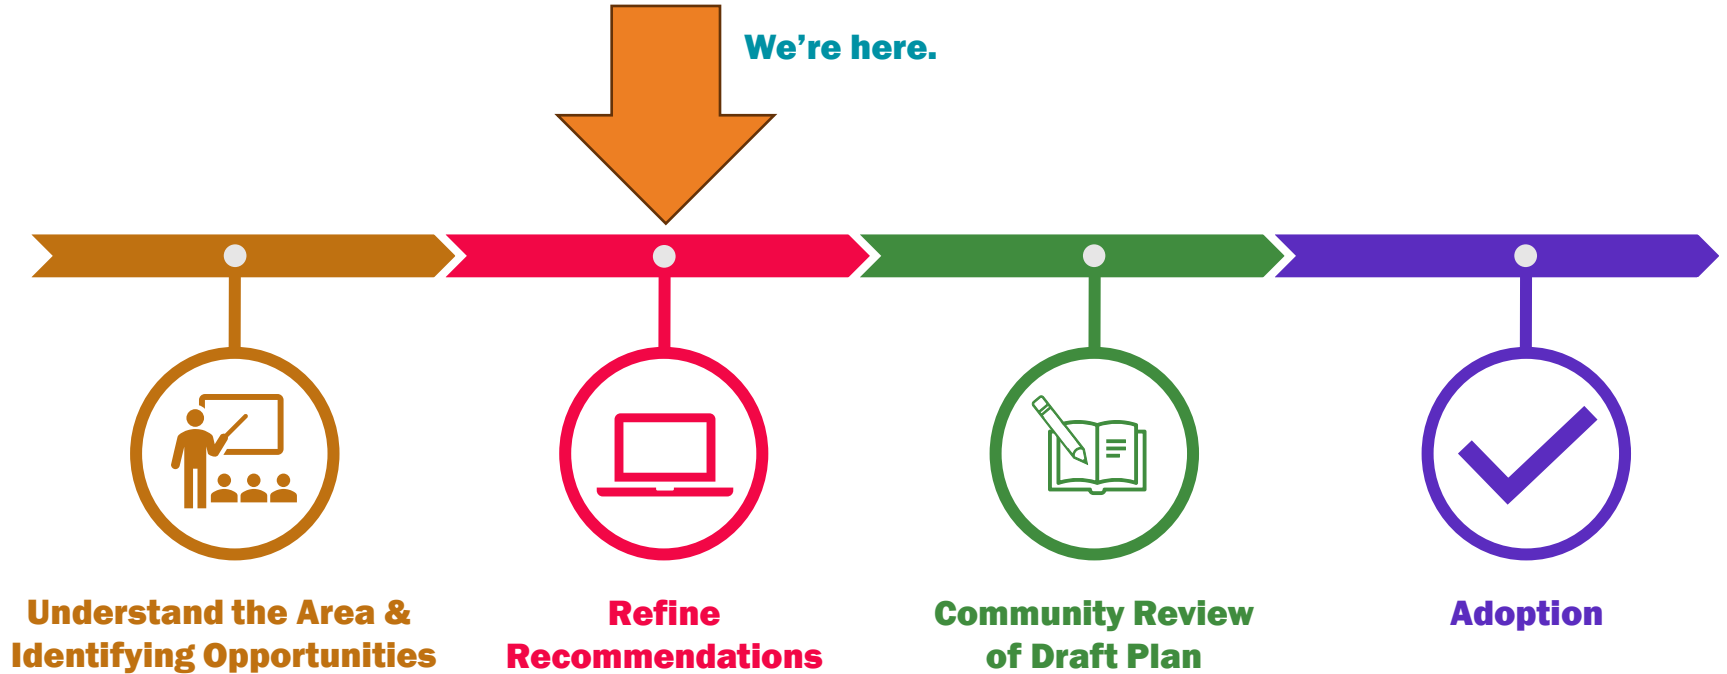 We’re here.
Understand the Area &
Identifying Opportunities
Refine
Recommendations
Community Review
of Draft Plan
Adoption